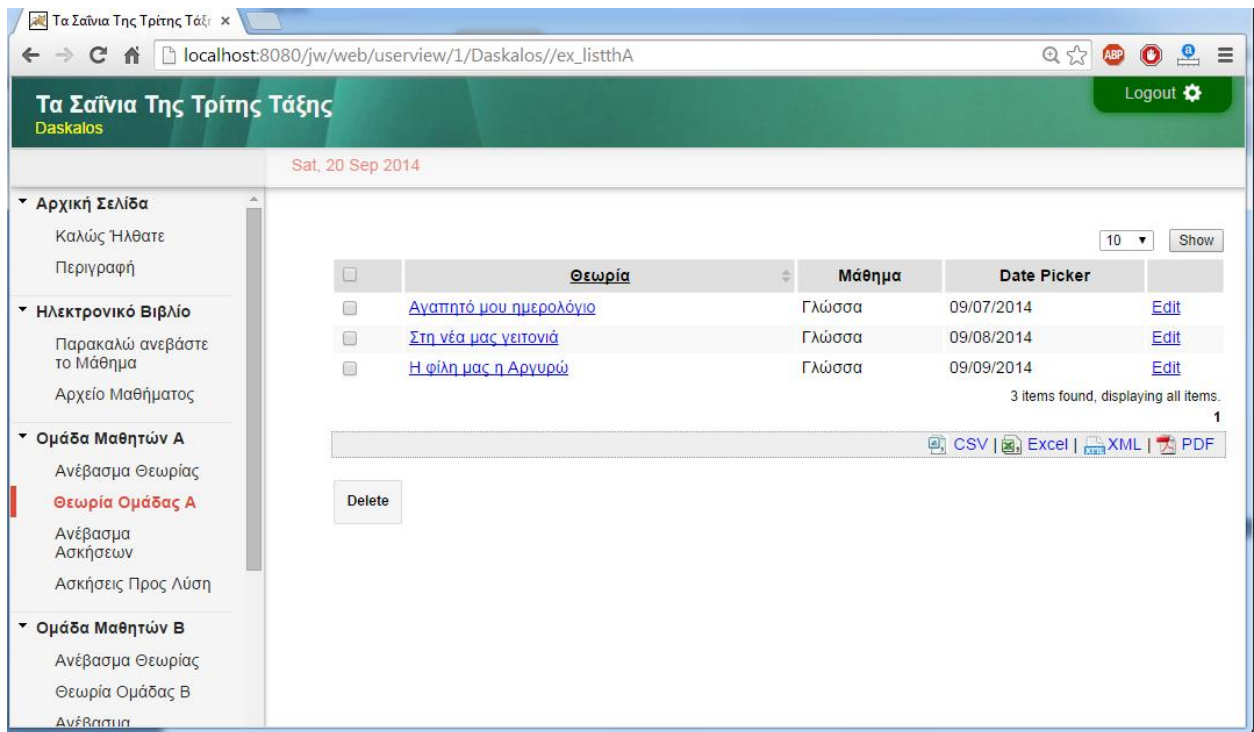 Τα Σαΐνια Της Τρίτης Τάξη
localhost:8080/jw/web/userview/1/Daskalos//ex_listthA
ABP
a
Τα Σαΐνια Της Τρίτης Τάξης
Daskalos
Logout
Sat, 20 Sep 2014
Αρχική Σελίδα
Καλώς Ήλθατε
Περιγραφή
Ηλεκτρονικό Βιβλίο
Παρακαλώ ανεβάστε
το Μάθημα
Αρχείο Μαθήματος
Ομάδα Μαθητών Α
Ανέβασμα Θεωρίας
Θεωρία Ομάδας Α
Ανέβασμα
Ασκήσεων
Ασκήσεις Προς Λύση
Ομάδα Μαθητών Β
Ανέβασμα Θεωρίας
Θεωρία Ομάδας Β
Ανέβασμα
10 Show
Θεωρία Μάθημα Date Picker
Αγαπητό μου ημερολόγιο Γλώσσα 09/07/2014 Edit
Στη νέα μας γειτονιά Γλώσσα 09/08/2014 Edit
Η φίλη μας η Αργυρώ Γλώσσα 09/09/2014 Edit
3 items found, displaying all items.
1
CSV | Excel | XML | PDF
Delete